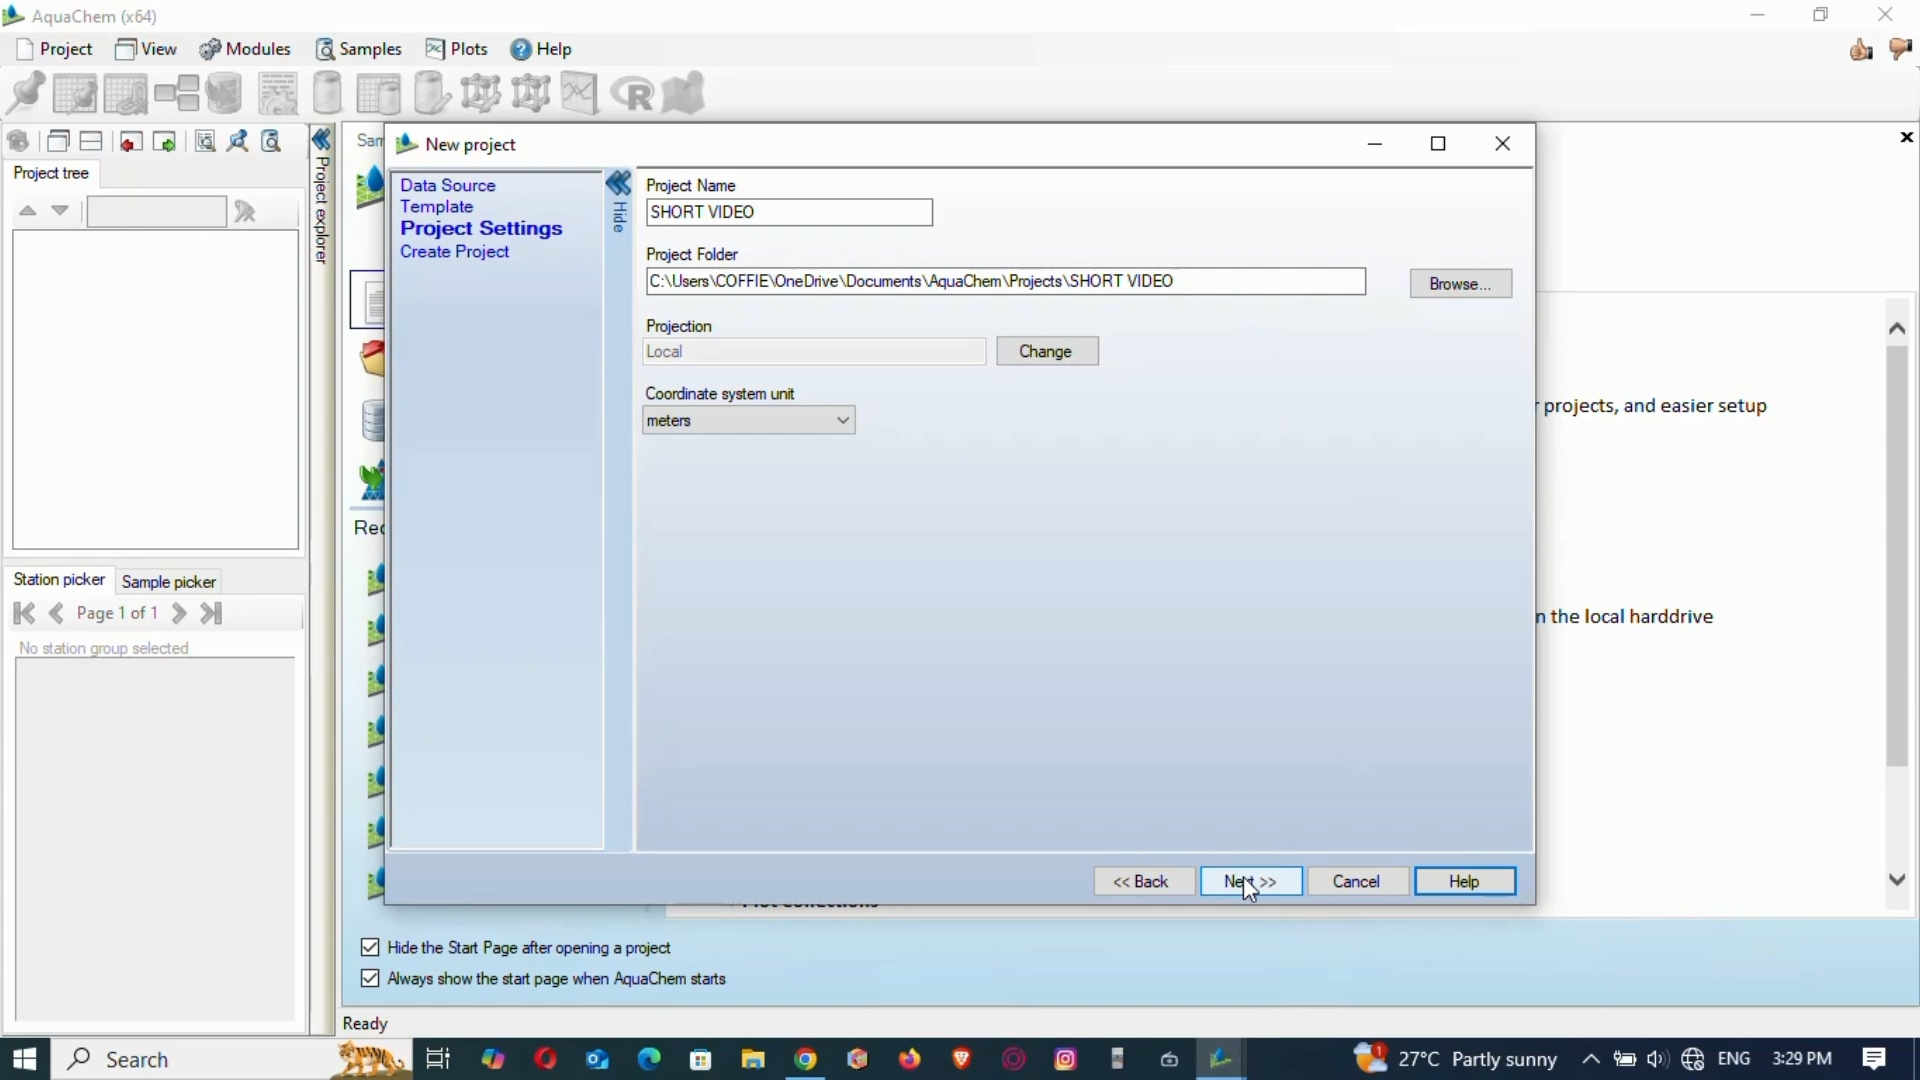 AquaChem (x64)
Project View Modules Samples Plots Help
R
Project tree
Project explorer
New project
Data Source
Template
Project Settings
Create Project
Hide
Project Name
SHORT VIDEO
Project Folder
C:\Users\COFFIE\OneDrive\Documents\AquaChem\Projects\SHORT VIDEO
Browse...
Projection
Local
Change
Coordinate system unit
meters
projects, and easier setup
the local harddrive
Station picker Sample picker
Page 1 of 1
No station group selected
<< Back Next >> Cancel Help
Hide the Start Page after opening a project
Always show the start page when AquaChem starts
Ready
Search
1
27°C Partly sunny ENG 3:29 PM